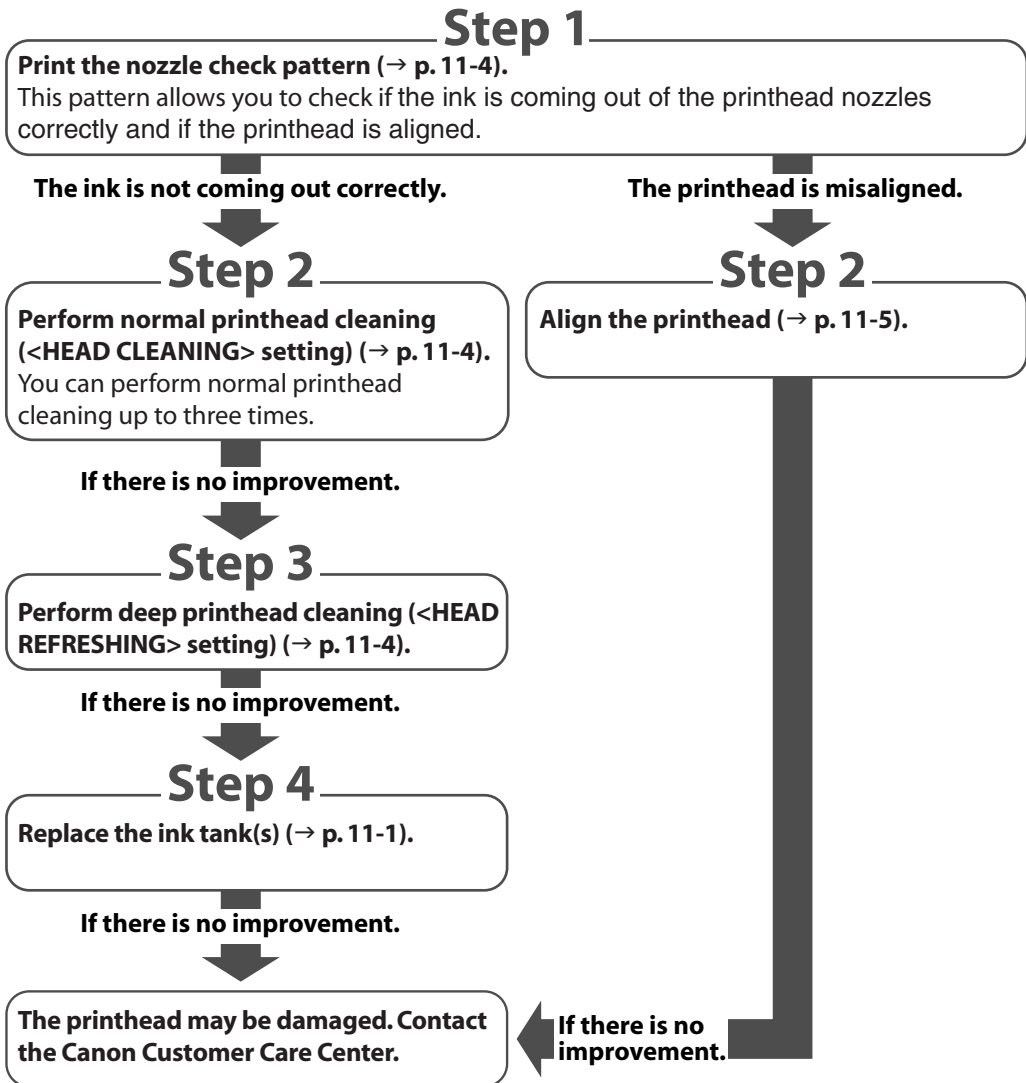 Step 1
Print the nozzle check pattern (→ p. 11-4).
This pattern allows you to check if the ink is coming out of the printhead nozzles
correctly and if the printhead is aligned.
The ink is not coming out correctly.
The printhead is misaligned.
Step 2
Perform normal printhead cleaning
(<HEAD CLEANING> setting) (→ p. 11-4).
You can perform normal printhead
cleaning up to three times.
Step 2
Align the printhead (→ p. 11-5).
If there is no improvement.
Step 3
Perform deep printhead cleaning (<HEAD
REFRESHING> setting) (→ p. 11-4).
If there is no improvement.
Step 4
Replace the ink tank(s) (→ p. 11-1).
If there is no improvement.
The printhead may be damaged. Contact
the Canon Customer Care Center.
If there is no
improvement.